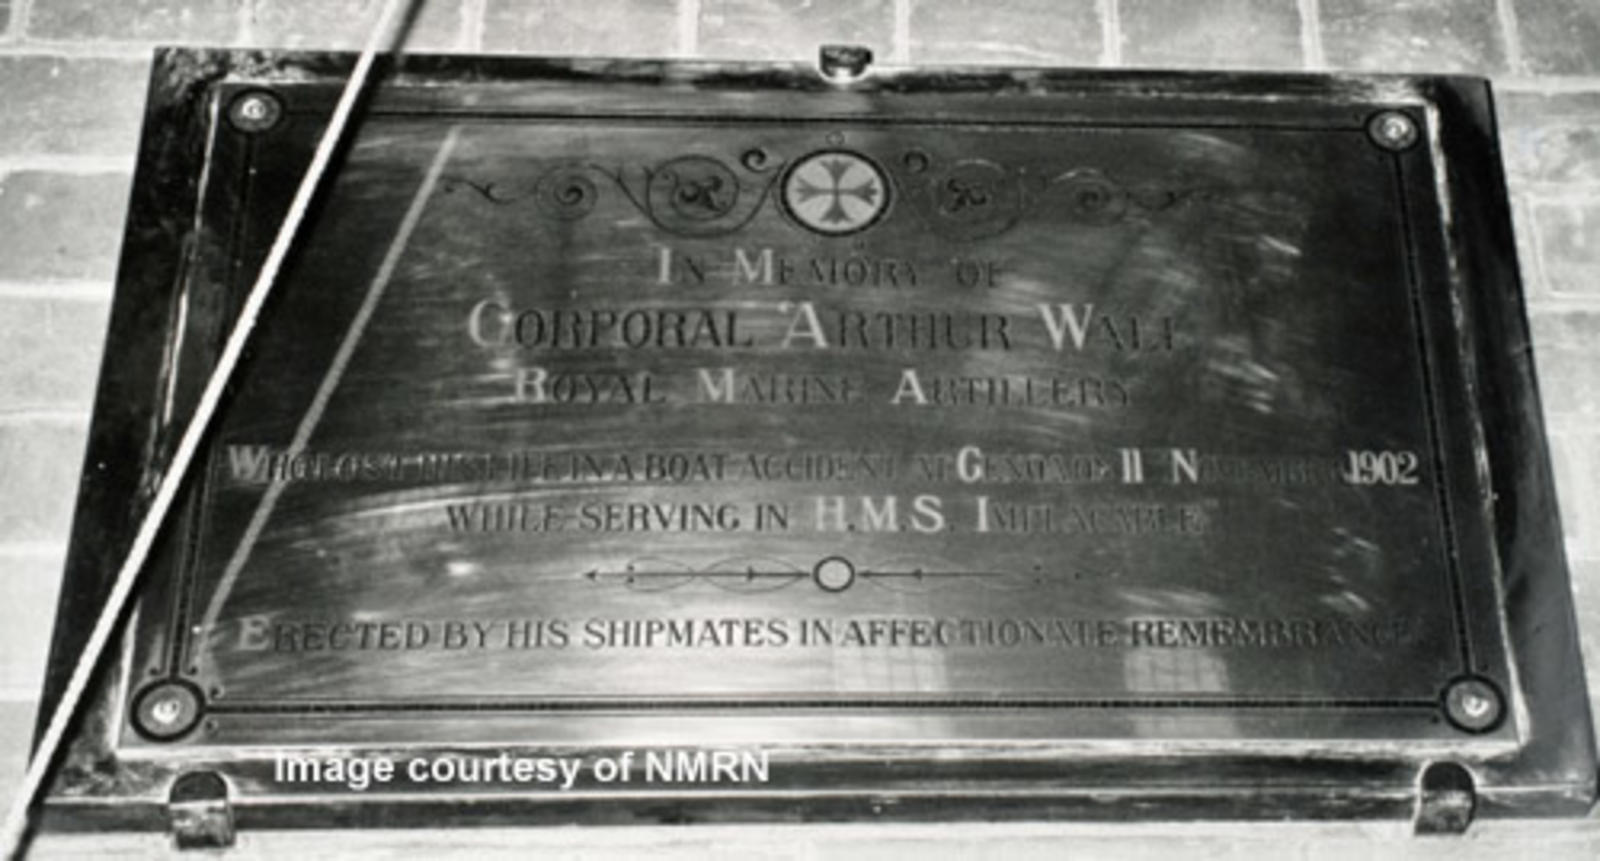 IN MEMORY OF
CORPORAL ARTHUR WALL
ROYAL MARINE ARTILLERY
WHO LOST HIS LIFE IN A BOAT ACCIDENT AT 11 NOVEMBER 1902
WHILE SERVING IN H.M.S. IMPLACABLE
ERECTED BY HIS SHIPMATES IN AFFECTIONATE REMEMBRANCE
Image courtesy of NMRN